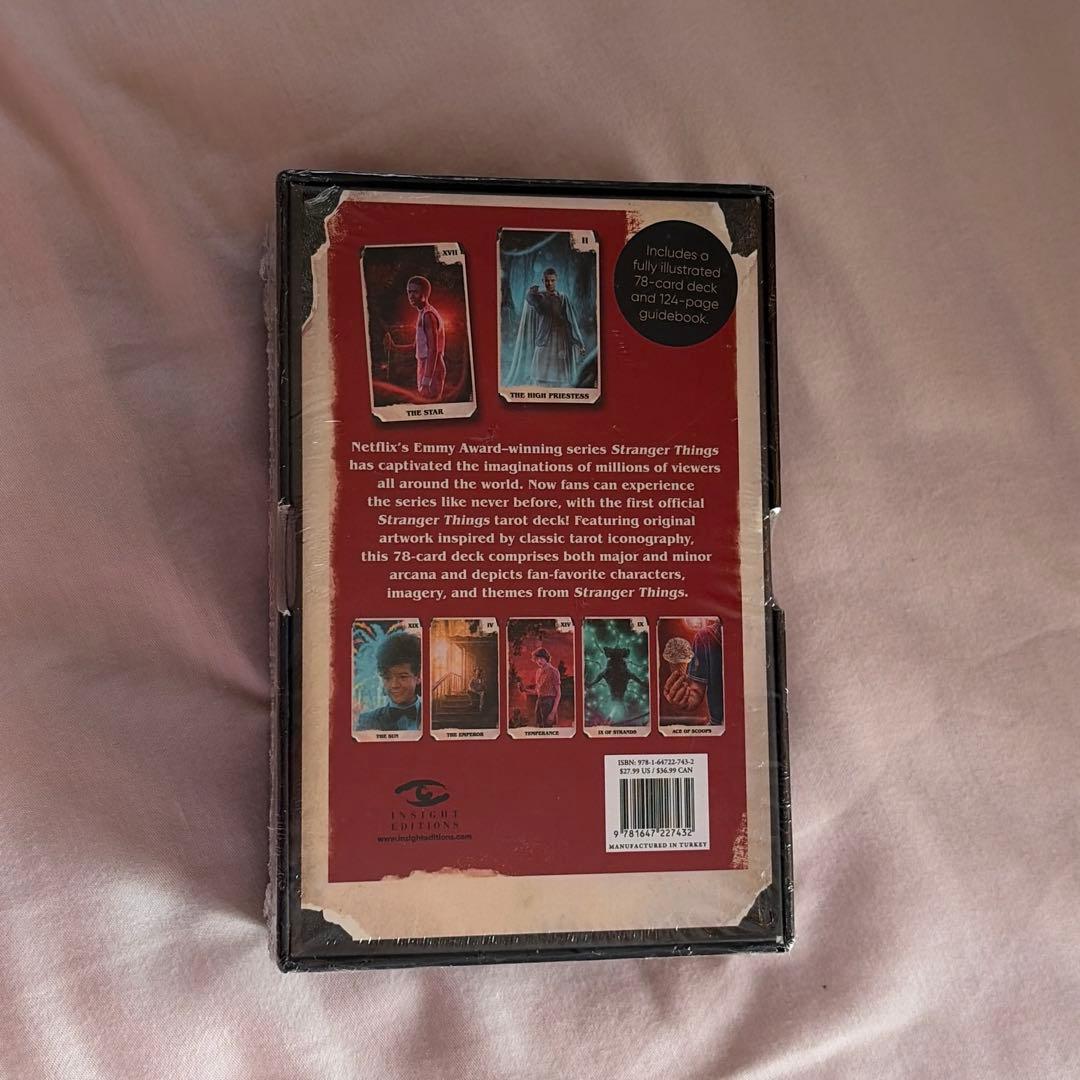 XVII
THE STAR
II
THE HIGH PRIESTESS
Includes a
fully illustrated
78-card deck
and 124-page
guidebook.
Netflix's Emmy Award–winning series Stranger Things
has captivated the imaginations of millions of viewers
all around the world. Now fans can experience
the series like never before, with the first official
Stranger Things tarot deck! Featuring original
artwork inspired by classic tarot iconography,
this 78-card deck comprises both major and minor
arcana and depicts fan-favorite characters,
imagery, and themes from Stranger Things.
XIX
THE SUN
IV
THE EMPEROR
XIV
TEMPERANCE
IX
IX OF STRANDS
ACE OF SCOOPS
INSIGHT
EDITIONS
www.insighteditions.com
ISBN: 978-1-64722-743-2
$27.99 US / $36.99 CAN
9 781647 227432
MANUFACTURED IN TURKEY